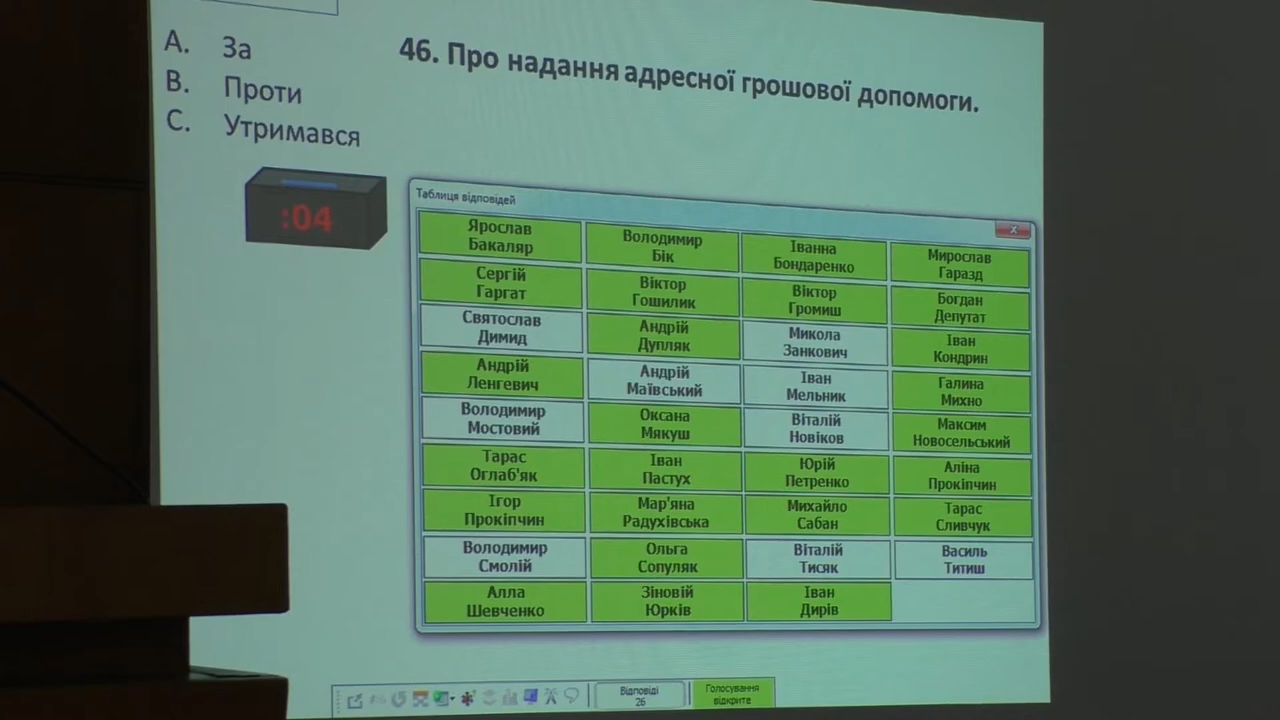 A. За
B. Проти
C. Утримався
46. Про надання адресної грошової допомоги.
:04
Таблиця відповідей
x
Ярослав Бакаляр
Володимир Бік
Іванна Бондаренко
Мирослав Гаразд
Сергій Гаргат
Віктор Гошилик
Віктор Громиш
Богдан Депутат
Святослав Димид
Андрій Дупляк
Микола Занкович
Іван Кондрин
Андрій Ленгевич
Андрій Маївський
Іван Мельник
Галина Михно
Володимир Мостовий
Оксана Мякуш
Віталій Новіков
Максим Новосельський
Тарас Оглаб'як
Іван Пастух
Юрій Петренко
Аліна Прокіпчин
Ігор Прокіпчин
Мар'яна Радухівська
Михайло Сабан
Тарас Сливчук
Володимир Смолій
Ольга Сопуляк
Віталій Тисяк
Василь Титиш
Алла Шевченко
Зіновій Юрків
Іван Дирів
Відповіді
26
Голосування
відкрите